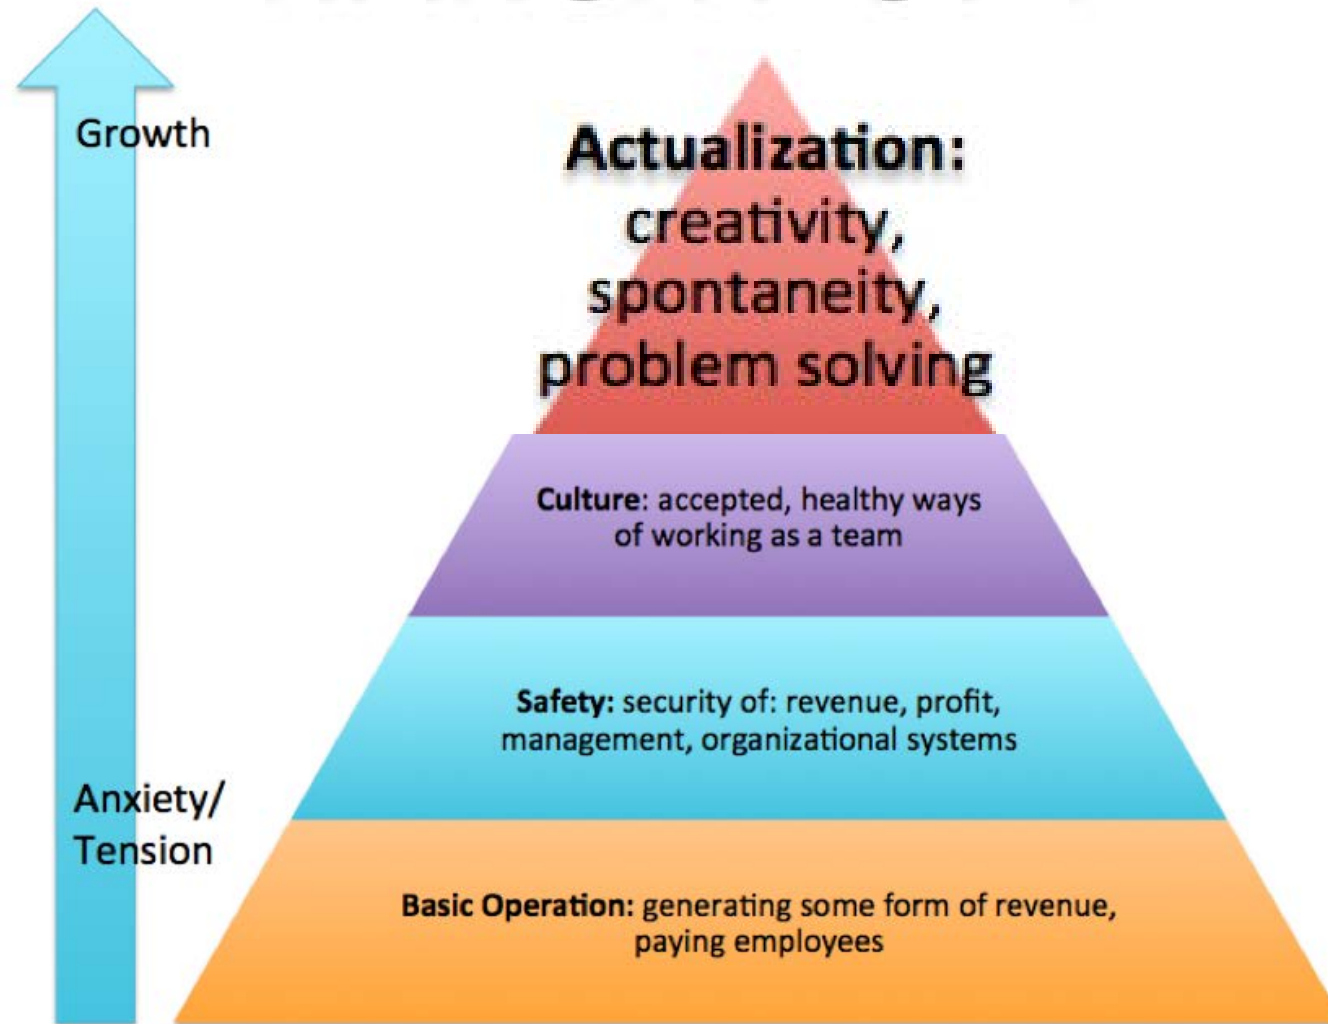 Growth
Actualization:
creativity,
spontaneity,
problem solving
Culture: accepted, healthy ways
of working as a team
Safety: security of: revenue, profit,
management, organizational systems
Anxiety/
Tension
Basic Operation: generating some form of revenue,
paying employees